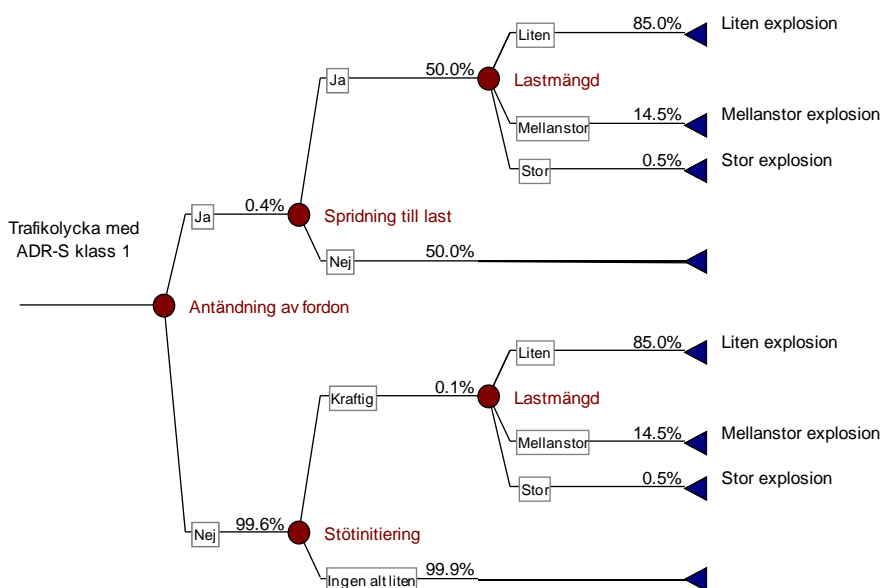 Liten
85.0%
Liten explosion
Ja
50.0%
Lastmängd
Mellanstor
14.5%
Mellanstor explosion
Stor
0.5%
Stor explosion
Trafikolycka med
ADR-S klass 1
Ja
0.4%
Spridning till last
Nej
50.0%
Antändning av fordon
Liten
85.0%
Liten explosion
Kraftig
0.1%
Lastmängd
Mellanstor
14.5%
Mellanstor explosion
Stor
0.5%
Stor explosion
Nej
99.6%
Stötinitiering
Ingen alt liten
99.9%